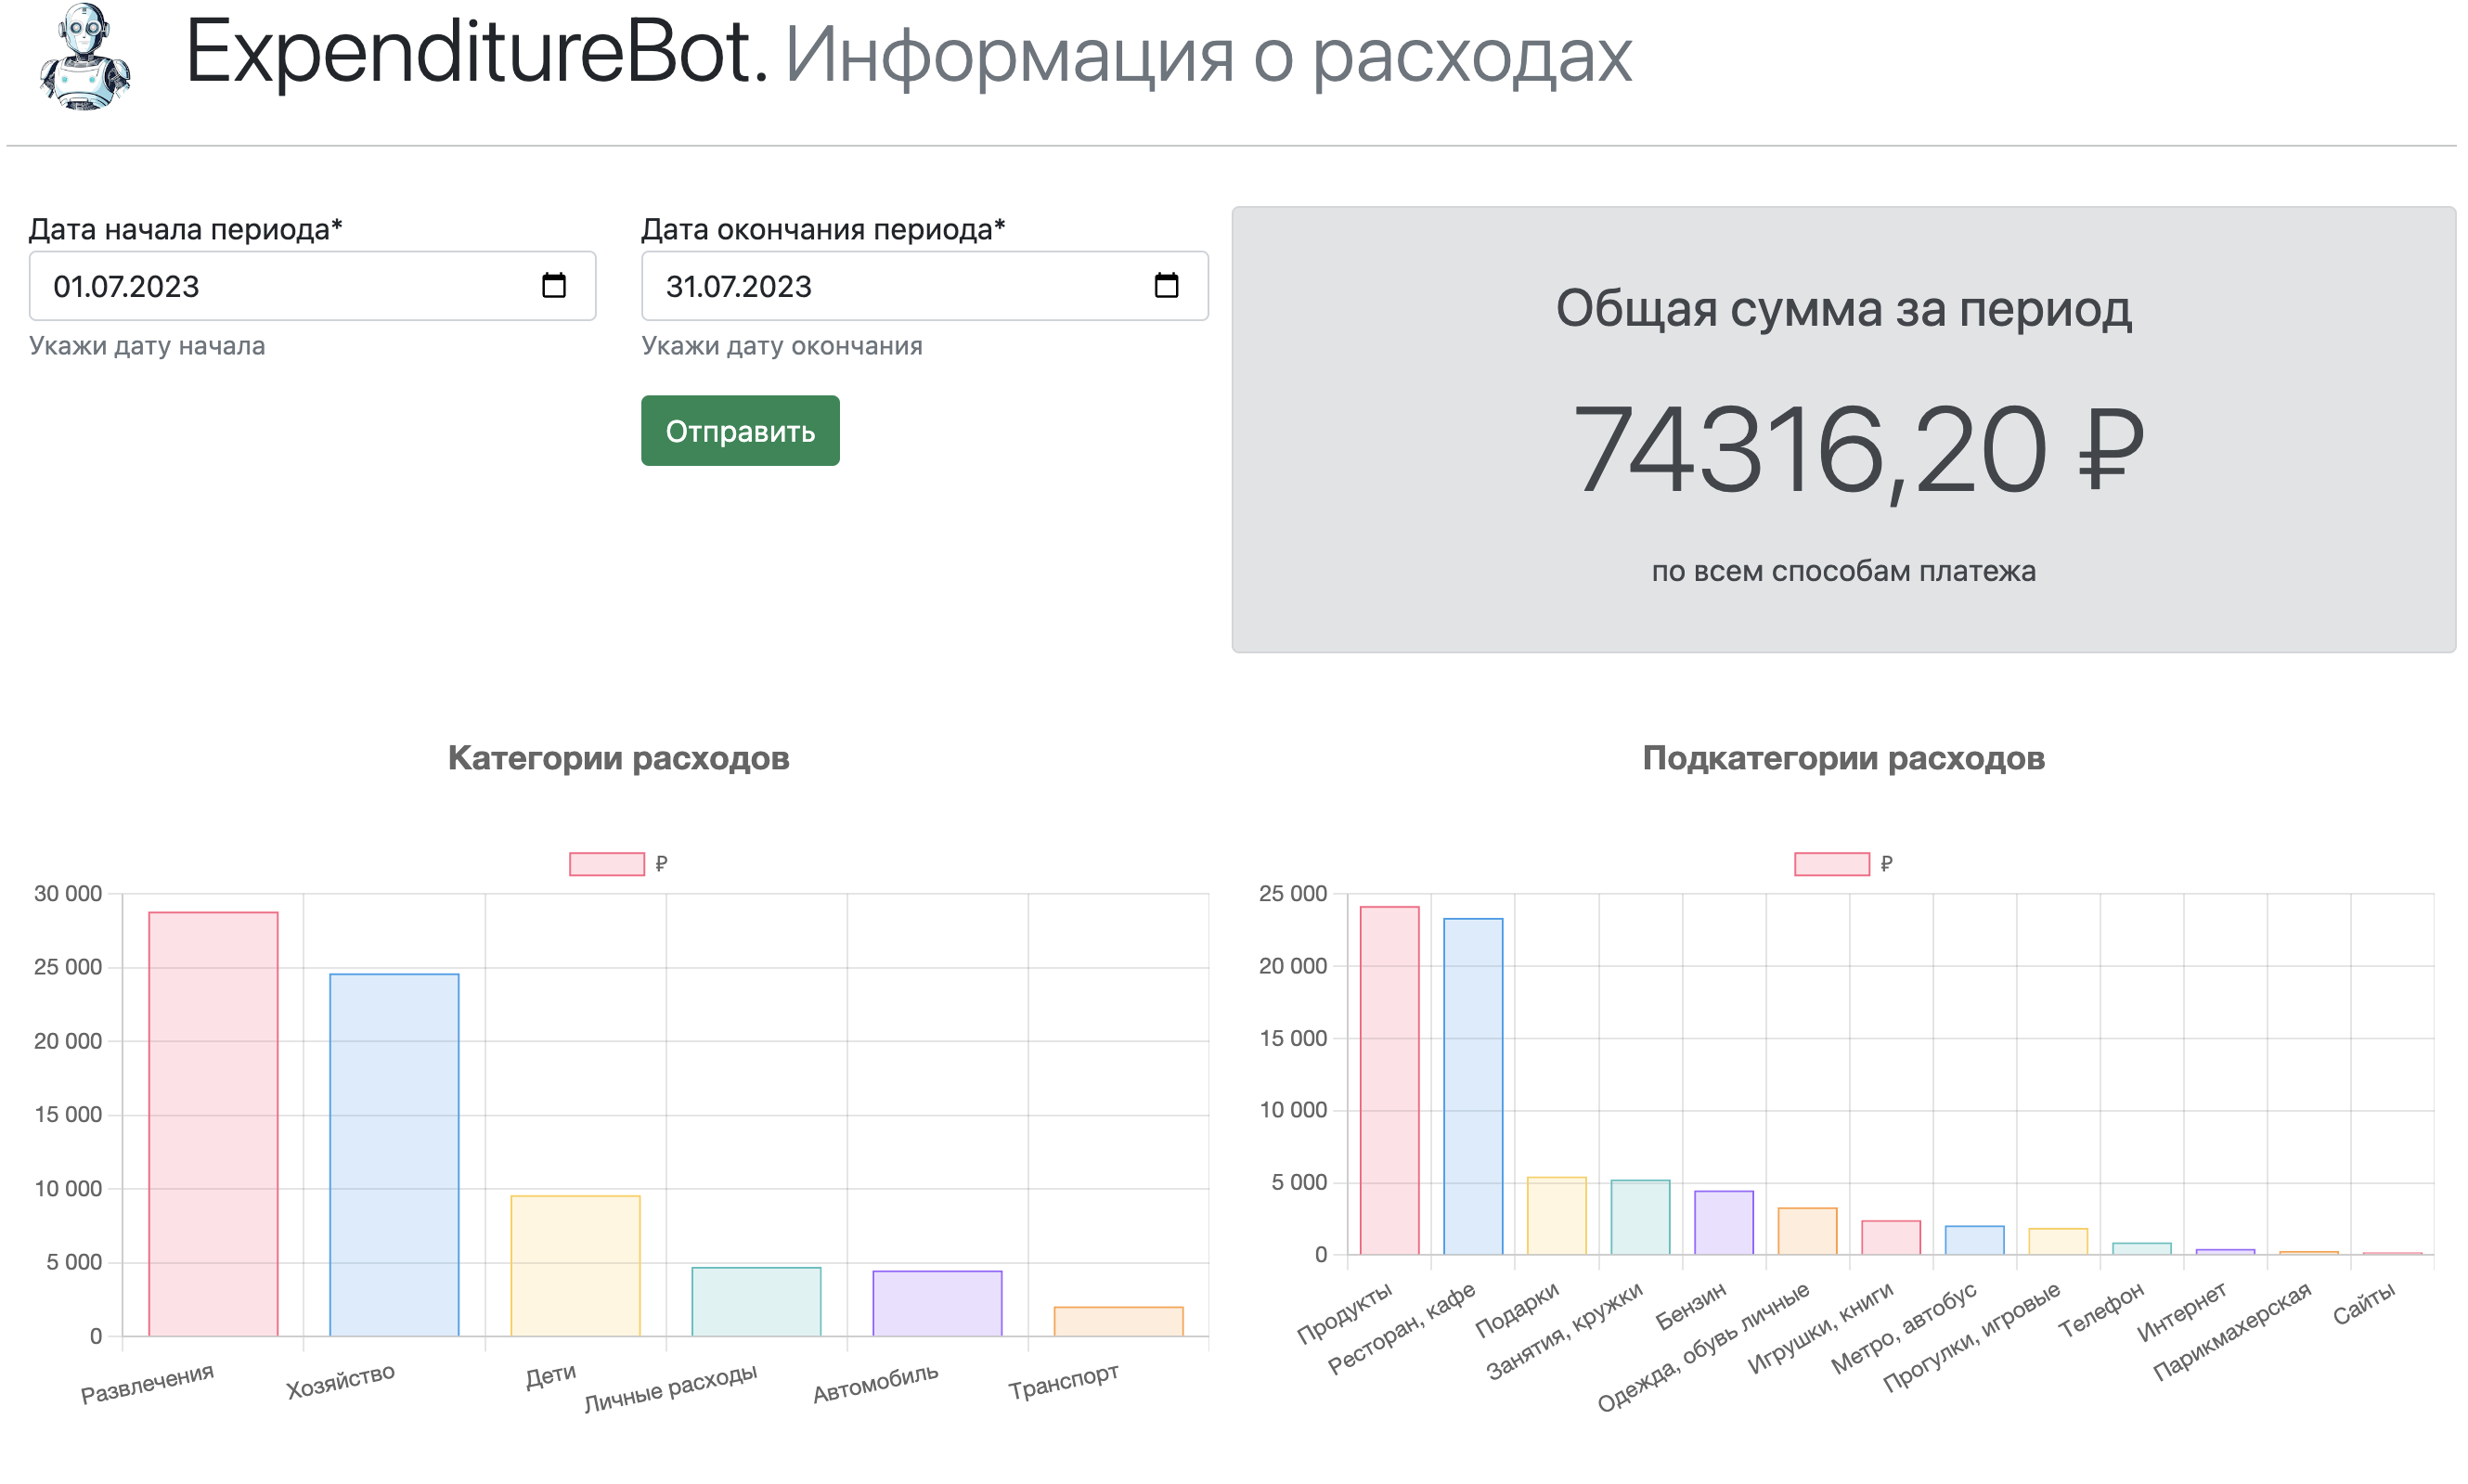 ExpenditureBot. Информация о расходах
Дата начала периода*
01.07.2023
Укажи дату начала
Дата окончания периода*
31.07.2023
Укажи дату окончания
Отправить
Общая сумма за период
74316,20 ₽
по всем способам платежа
Категории расходов
₽
30 000
25 000
20 000
15 000
10 000
5 000
0
Развлечения
Хозяйство
Дети
Личные расходы
Автомобиль
Транспорт
Подкатегории расходов
₽
25 000
20 000
15 000
10 000
5 000
0
Продукты
Ресторан, кафе
Подарки
Занятия, кружки
Бензин
Одежда, обувь личные
Игрушки, книги
Метро, автобус
Прогулки, игровые
Телефон
Интернет
Парикмахерская
Сайты